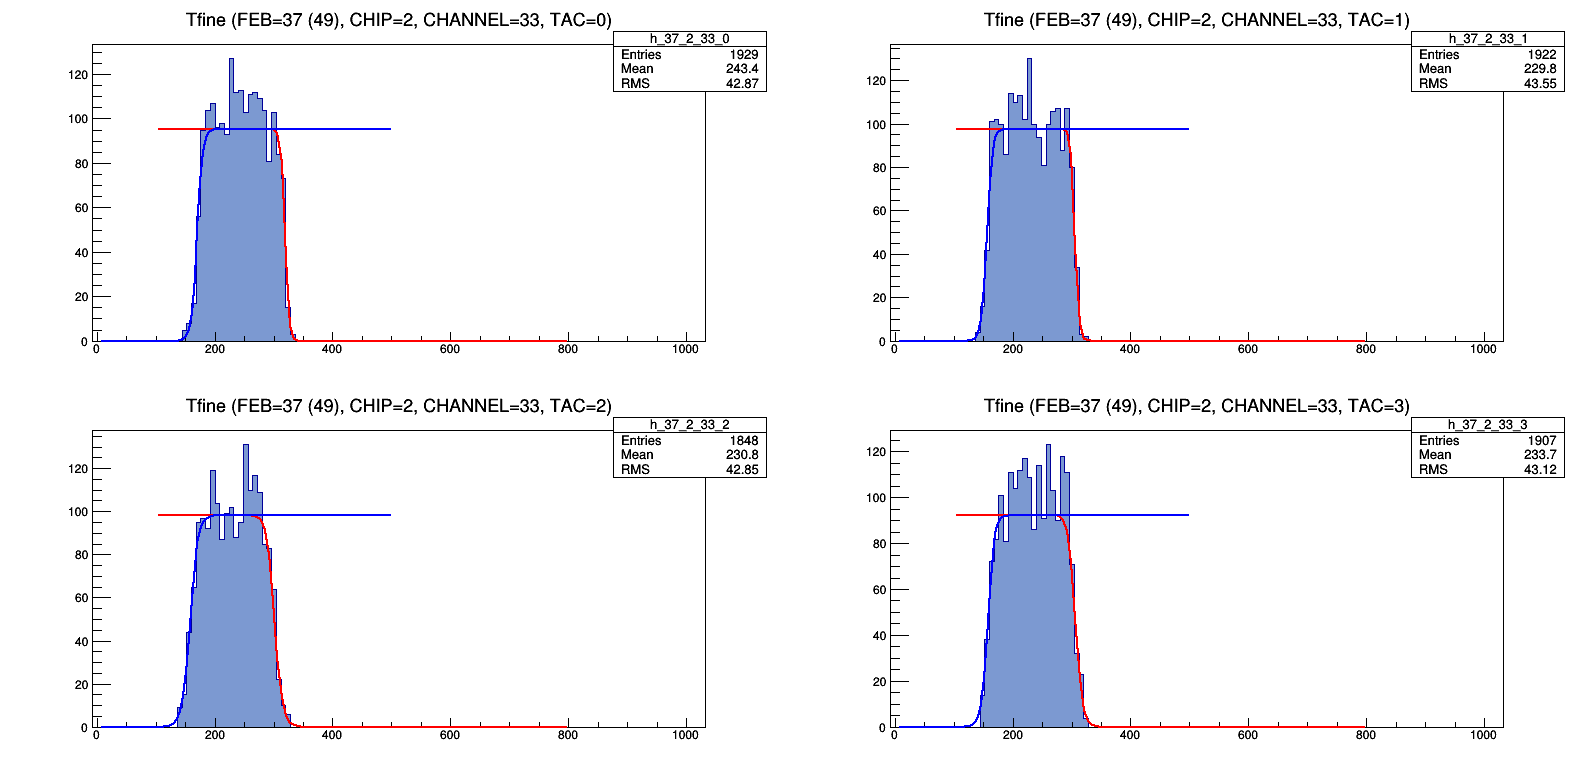 Tfine (FEB=37 (49), CHIP=2, CHANNEL=33, TAC=0)
h_37_2_33_0
Entries 1929
Mean 243.4
RMS 42.87
120
100
80
60
40
20
0
0 200 400 600 800 1000
Tfine (FEB=37 (49), CHIP=2, CHANNEL=33, TAC=1)
h_37_2_33_1
Entries 1922
Mean 229.8
RMS 43.55
120
100
80
60
40
20
0
0 200 400 600 800 1000
Tfine (FEB=37 (49), CHIP=2, CHANNEL=33, TAC=2)
h_37_2_33_2
Entries 1848
Mean 230.8
RMS 42.85
120
100
80
60
40
20
0
0 200 400 600 800 1000
Tfine (FEB=37 (49), CHIP=2, CHANNEL=33, TAC=3)
h_37_2_33_3
Entries 1907
Mean 233.7
RMS 43.12
120
100
80
60
40
20
0
0 200 400 600 800 1000